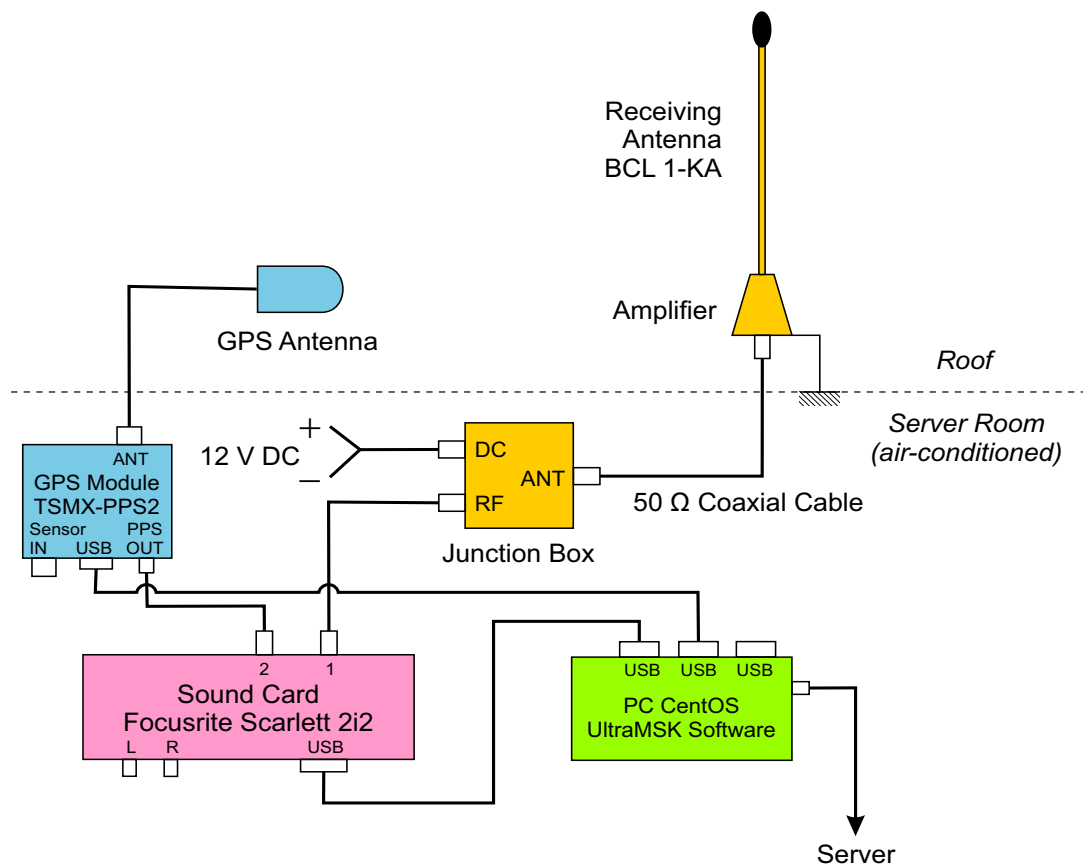 Receiving
Antenna
BCL 1-KA
Amplifier
GPS Antenna
Roof
Server Room
(air-conditioned)
+
12 V DC
−
DC
ANT
RF
50 Ω Coaxial Cable
Junction Box
ANT
GPS Module
TSMX-PPS2
Sensor PPS
IN USB OUT
2 1
Sound Card
Focusrite Scarlett 2i2
L R USB
USB USB USB
PC CentOS
UltraMSK Software
Server